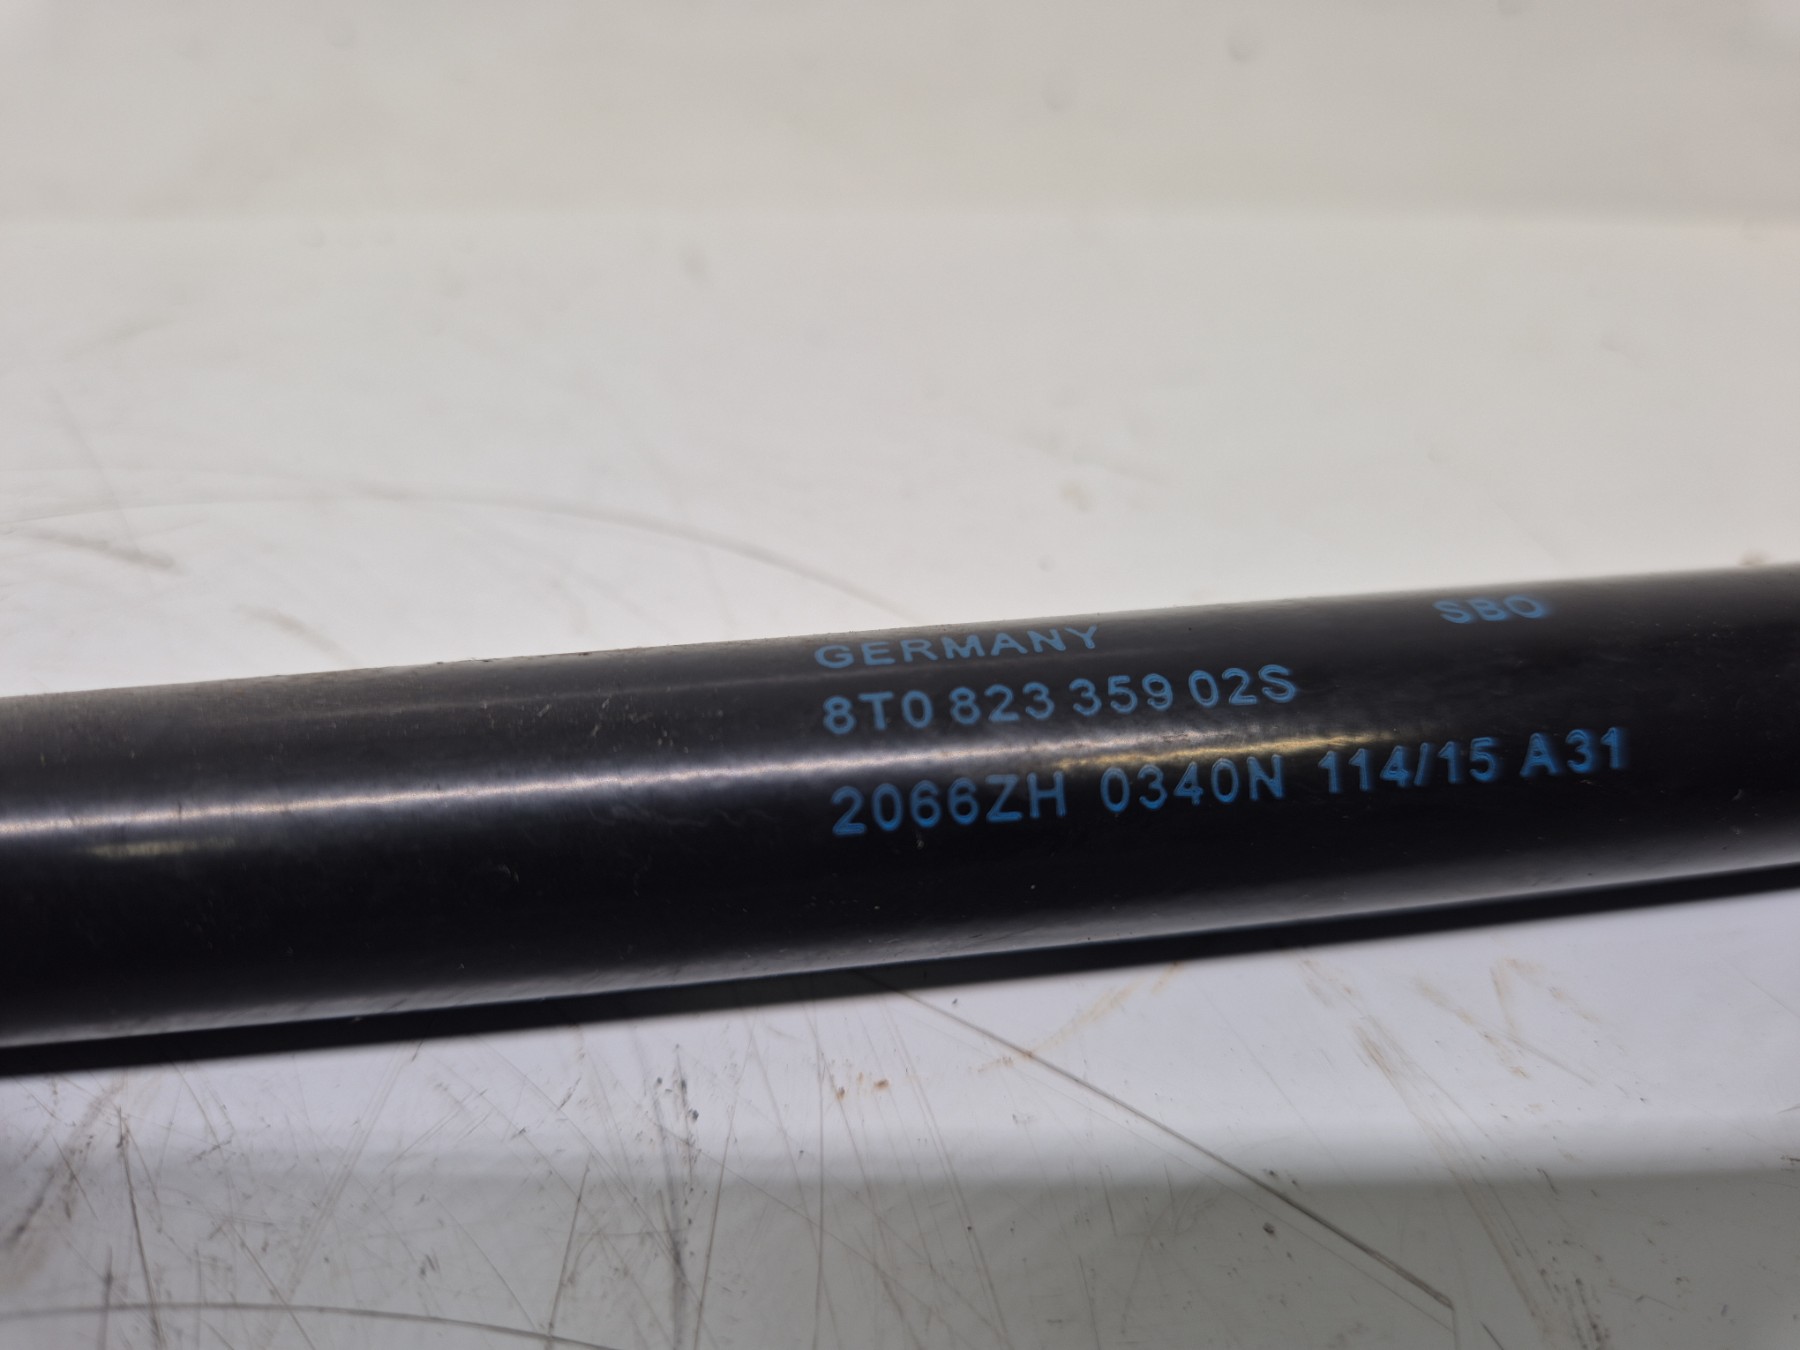 GERMANY SBO
8T0 823 359 02S
2066ZH 0340N 114/15 A31